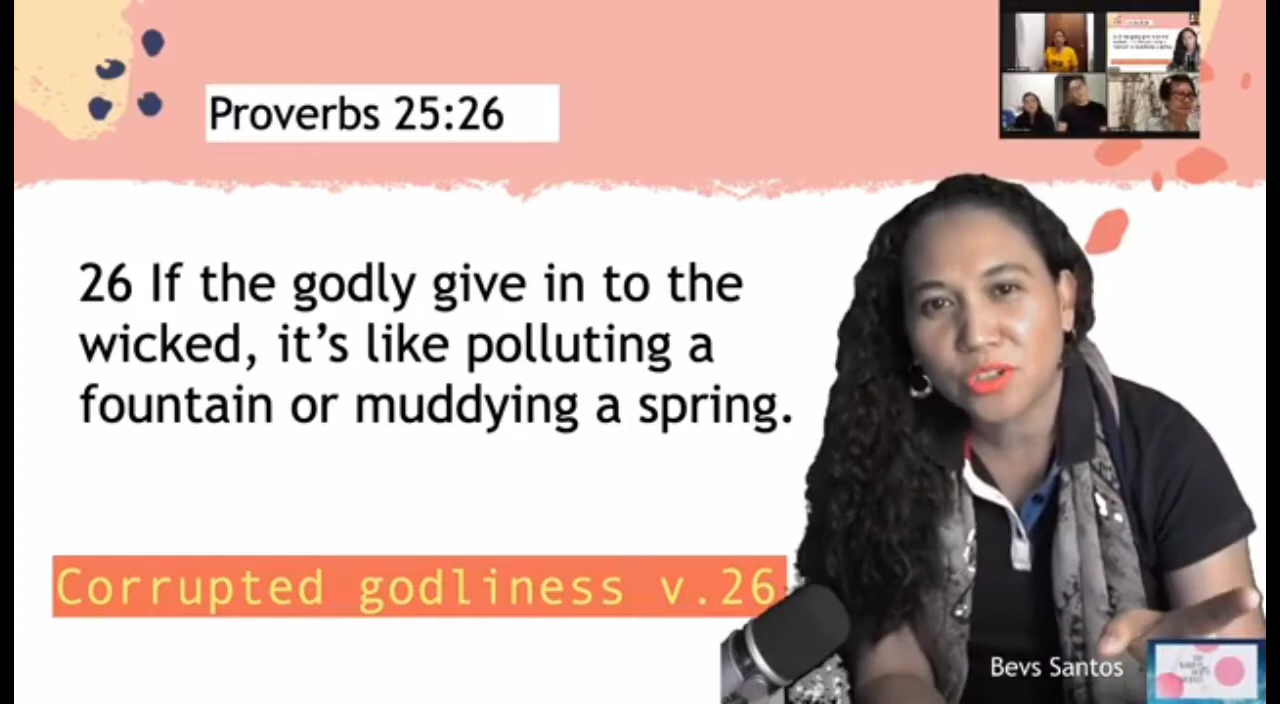 Proverbs 25:26
26 If the godly give in to the
wicked, it’s like polluting a
fountain or muddying a spring.
Corrupted godliness v.26
Bevs Santos